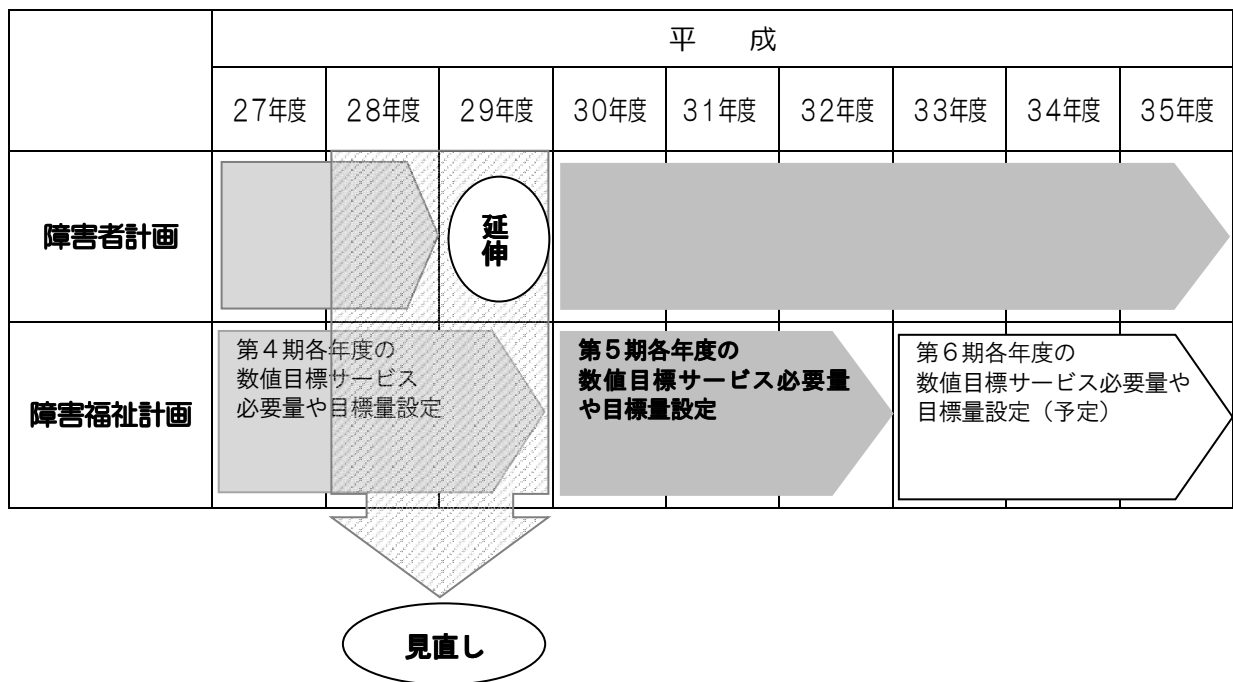 平　成
27年度 28年度 29年度 30年度 31年度 32年度 33年度 34年度 35年度
障害者計画
延
伸
障害福祉計画
第4期各年度の
数値目標サービス
必要量や目標量設定
第5期各年度の
数値目標サービス必要量
や目標量設定
第6期各年度の
数値目標サービス必要量や
目標量設定（予定）
見直し